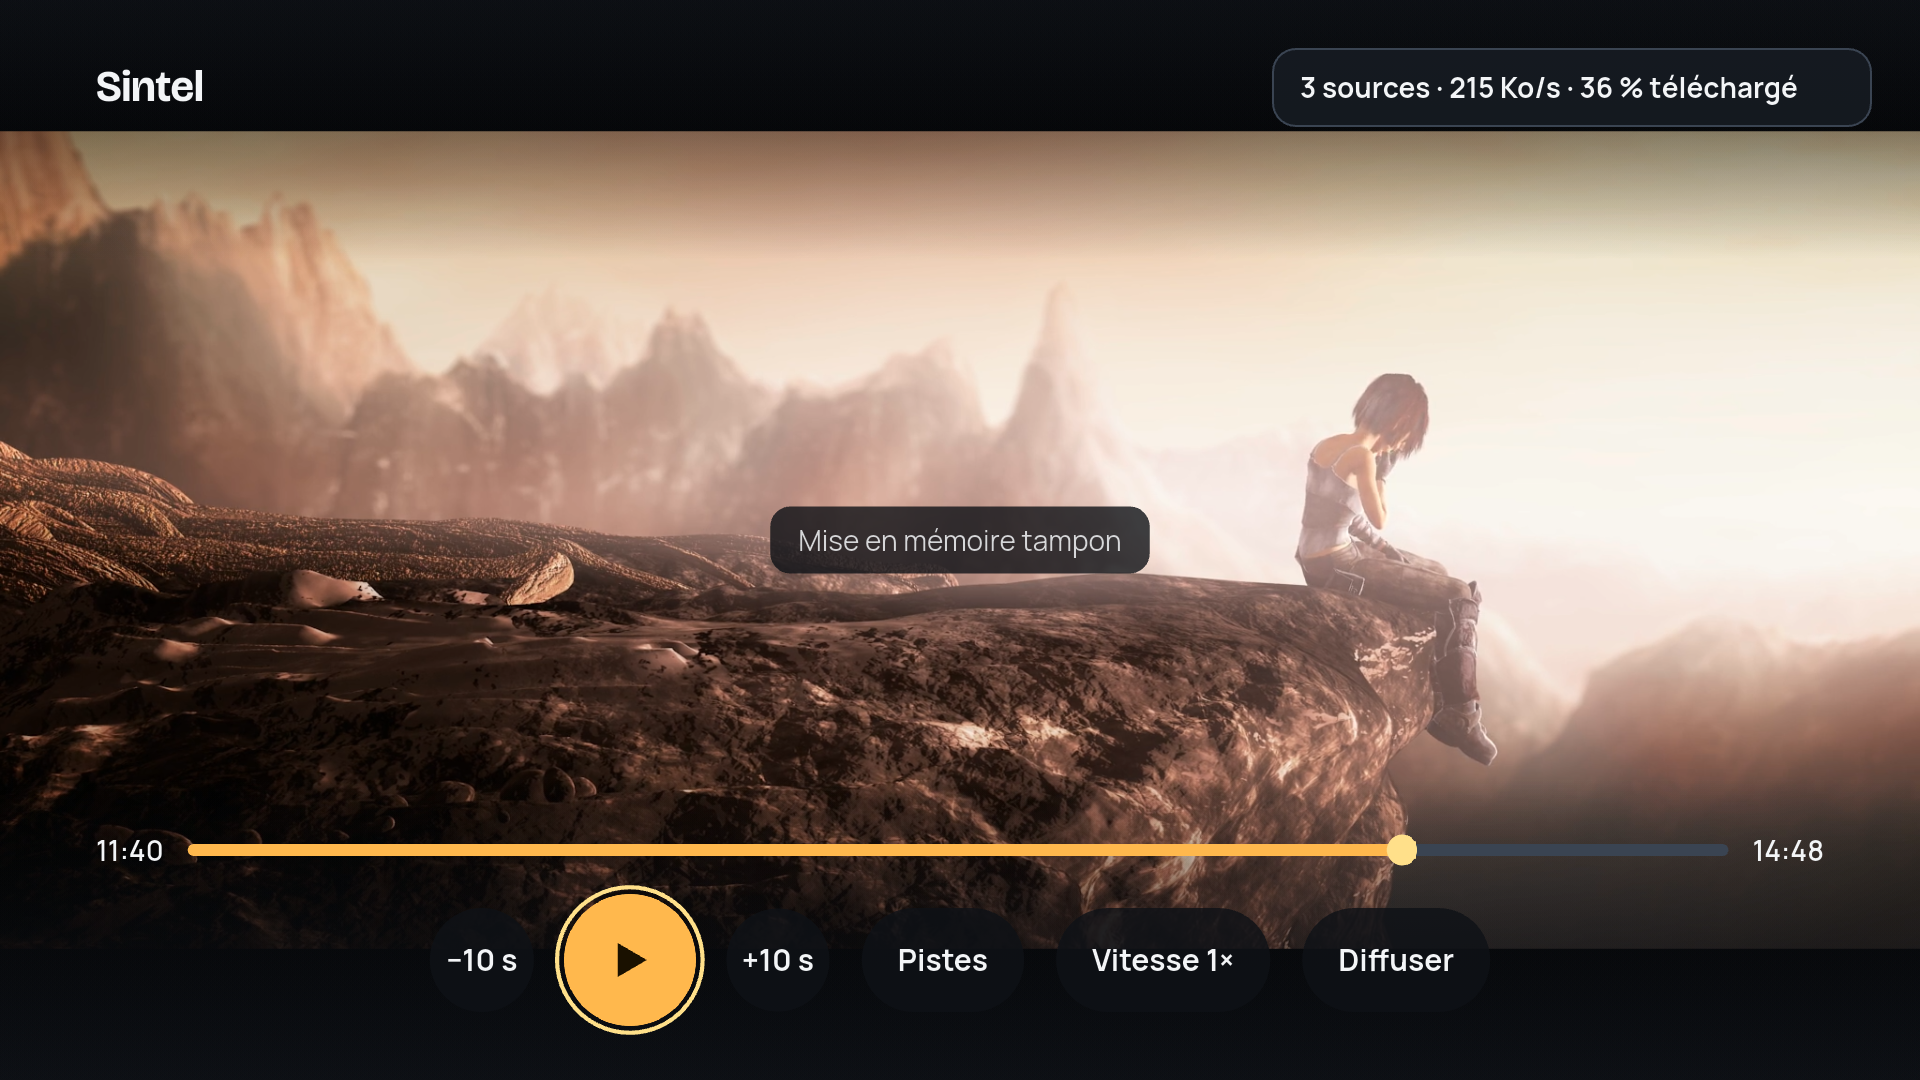 Sintel
3 sources · 215 Ko/s · 36 % téléchargé
Mise en mémoire tampon
11:40
14:48
−10 s
+10 s
Pistes
Vitesse 1×
Diffuser